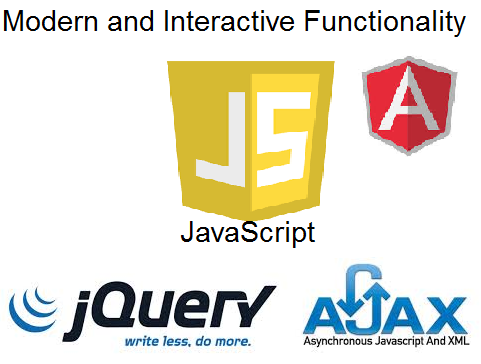 Modern and Interactive Functionality
JS
A
JavaScript
jQuery
write less, do more.
AJAX
Asynchronous Javascript And XML